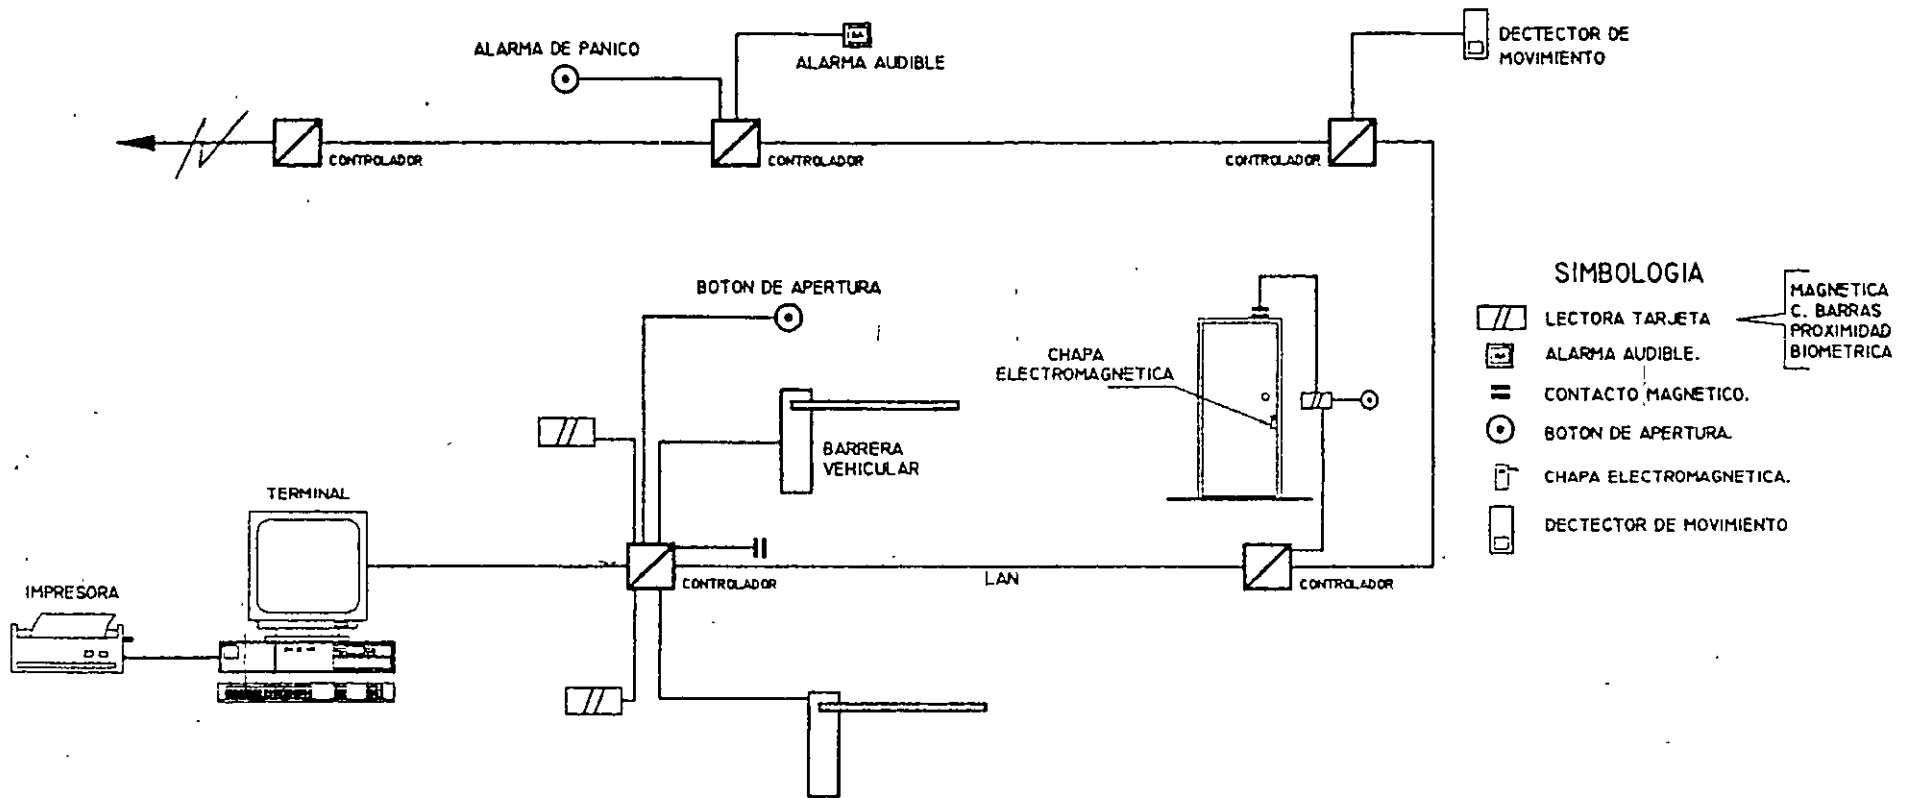 ALARMA DE PANICO
ALARMA AUDIBLE
DECTECTOR DE
MOVIMIENTO
CONTROLADOR
CONTROLADOR
CONTROLADOR
BOTON DE APERTURA
CHAPA
ELECTROMAGNETICA
BARRERA
VEHICULAR
TERMINAL
IMPRESORA
CONTROLADOR
LAN
CONTROLADOR
SIMBOLOGIA
LECTORA TARJETA
MAGNETICA
C. BARRAS
PROXIMIDAD
BIOMETRICA
ALARMA AUDIBLE.
CONTACTO MAGNETICO.
BOTON DE APERTURA.
CHAPA ELECTROMAGNETICA.
DECTECTOR DE MOVIMIENTO